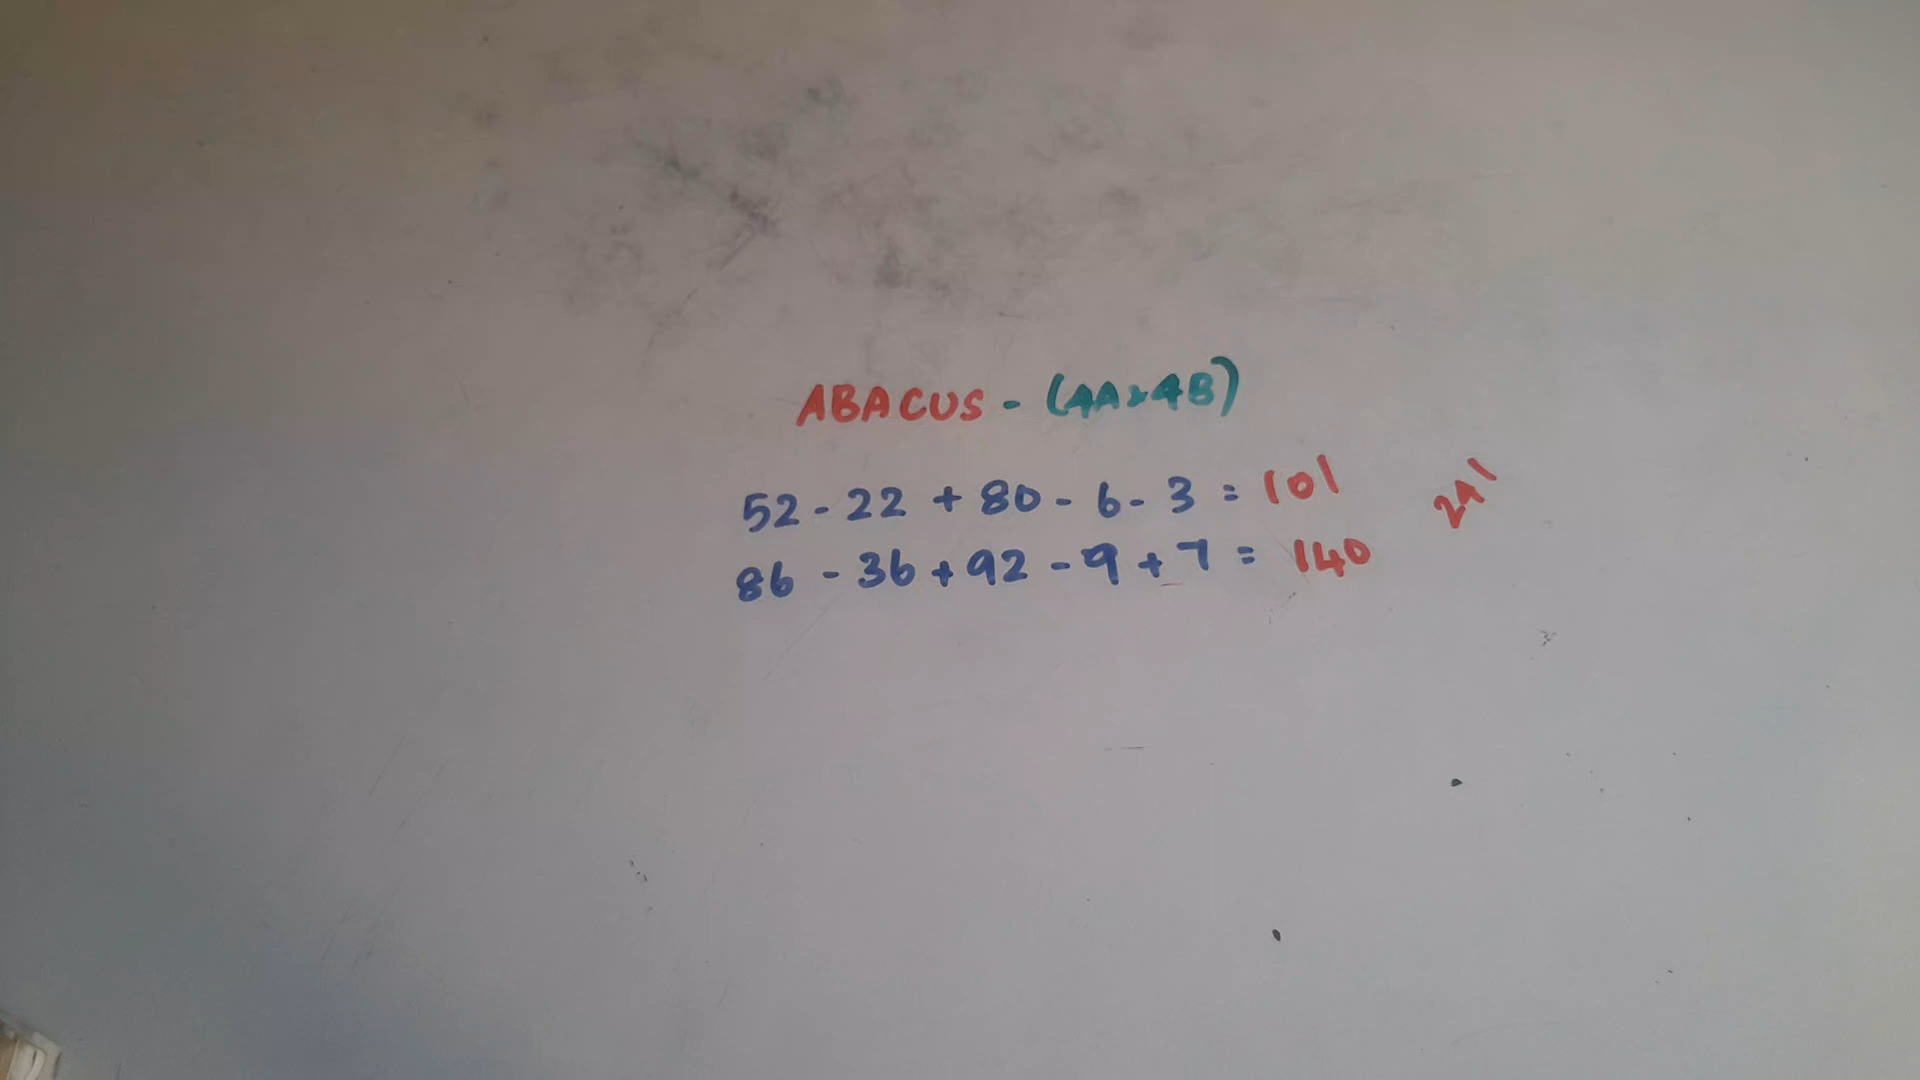 ABACUS - (4A & 4B)
52 - 22 + 80 - 6 - 3 = 101
86 - 36 + 92 - 9 + 7 = 140
241